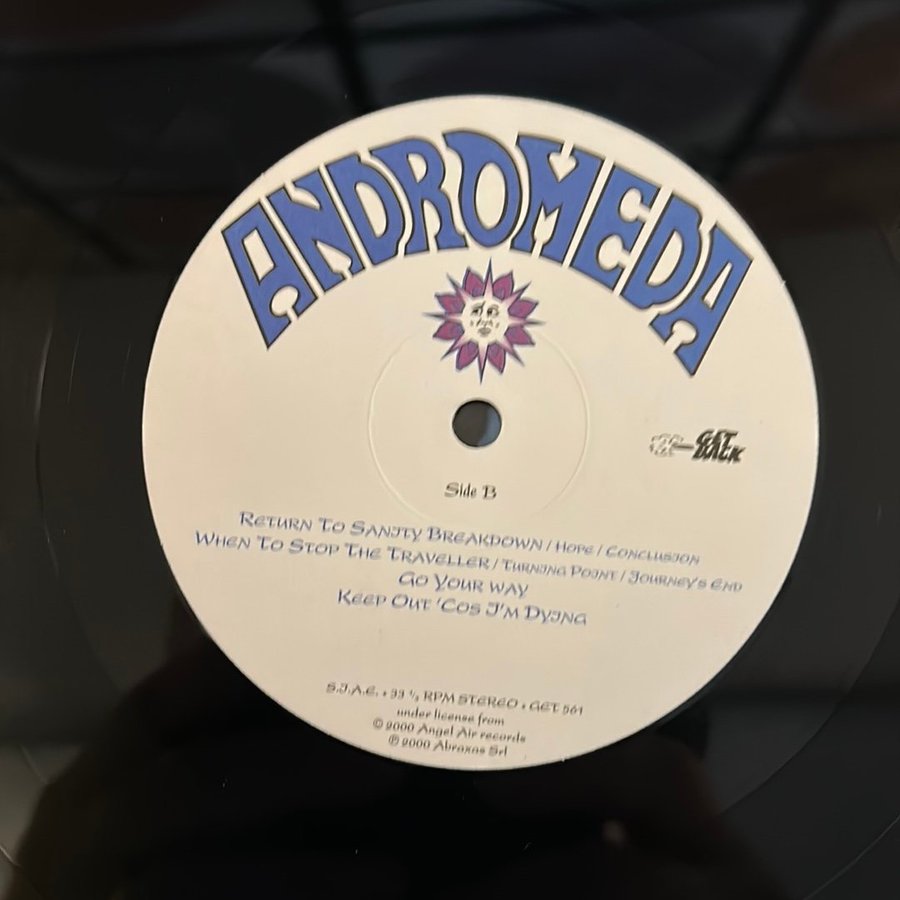 ANDROMEDA
GET
BACK
Side B
RETURN TO SANITY BREAKDOWN / HOPE / CONCLUSION
WHEN TO STOP THE TRAVELLER / TURNING POINT / JOURNEY'S END
GO YOUR WAY
KEEP OUT 'COS I'M DYING
S.I.A.E. • 33 ⅓ RPM STEREO • GET 561
under license from
© 2000 Angel Air records
℗ 2000 Abraxas Srl